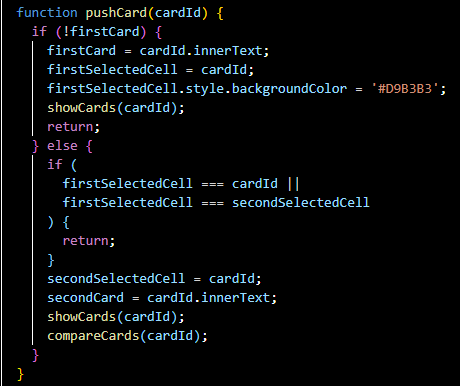 function pushCard(cardId) {
  if (!firstCard) {
    firstCard = cardId.innerText;
    firstSelectedCell = cardId;
    firstSelectedCell.style.backgroundColor = '#D9B3B3';
    showCards(cardId);
    return;
  } else {
    if (
      firstSelectedCell === cardId ||
      firstSelectedCell === secondSelectedCell
    ) {
      return;
    }
    secondSelectedCell = cardId;
    secondCard = cardId.innerText;
    showCards(cardId);
    compareCards(cardId);
  }
}